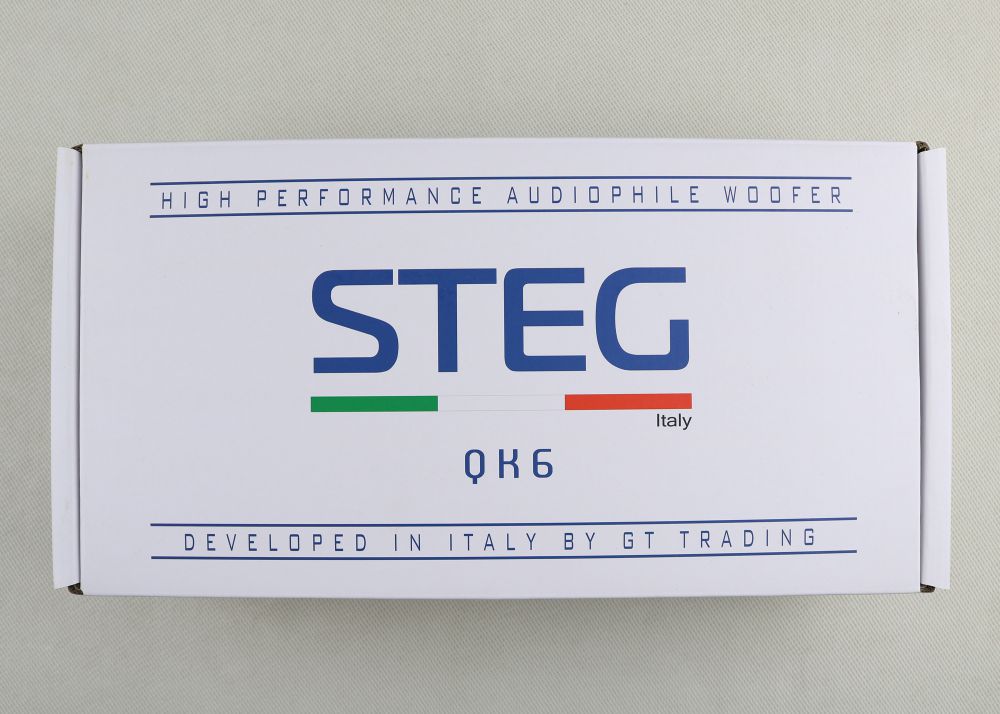 HIGH PERFORMANCE AUDIOPHILE WOOFER
STEG
Italy
QK6
DEVELOPED IN ITALY BY GT TRADING